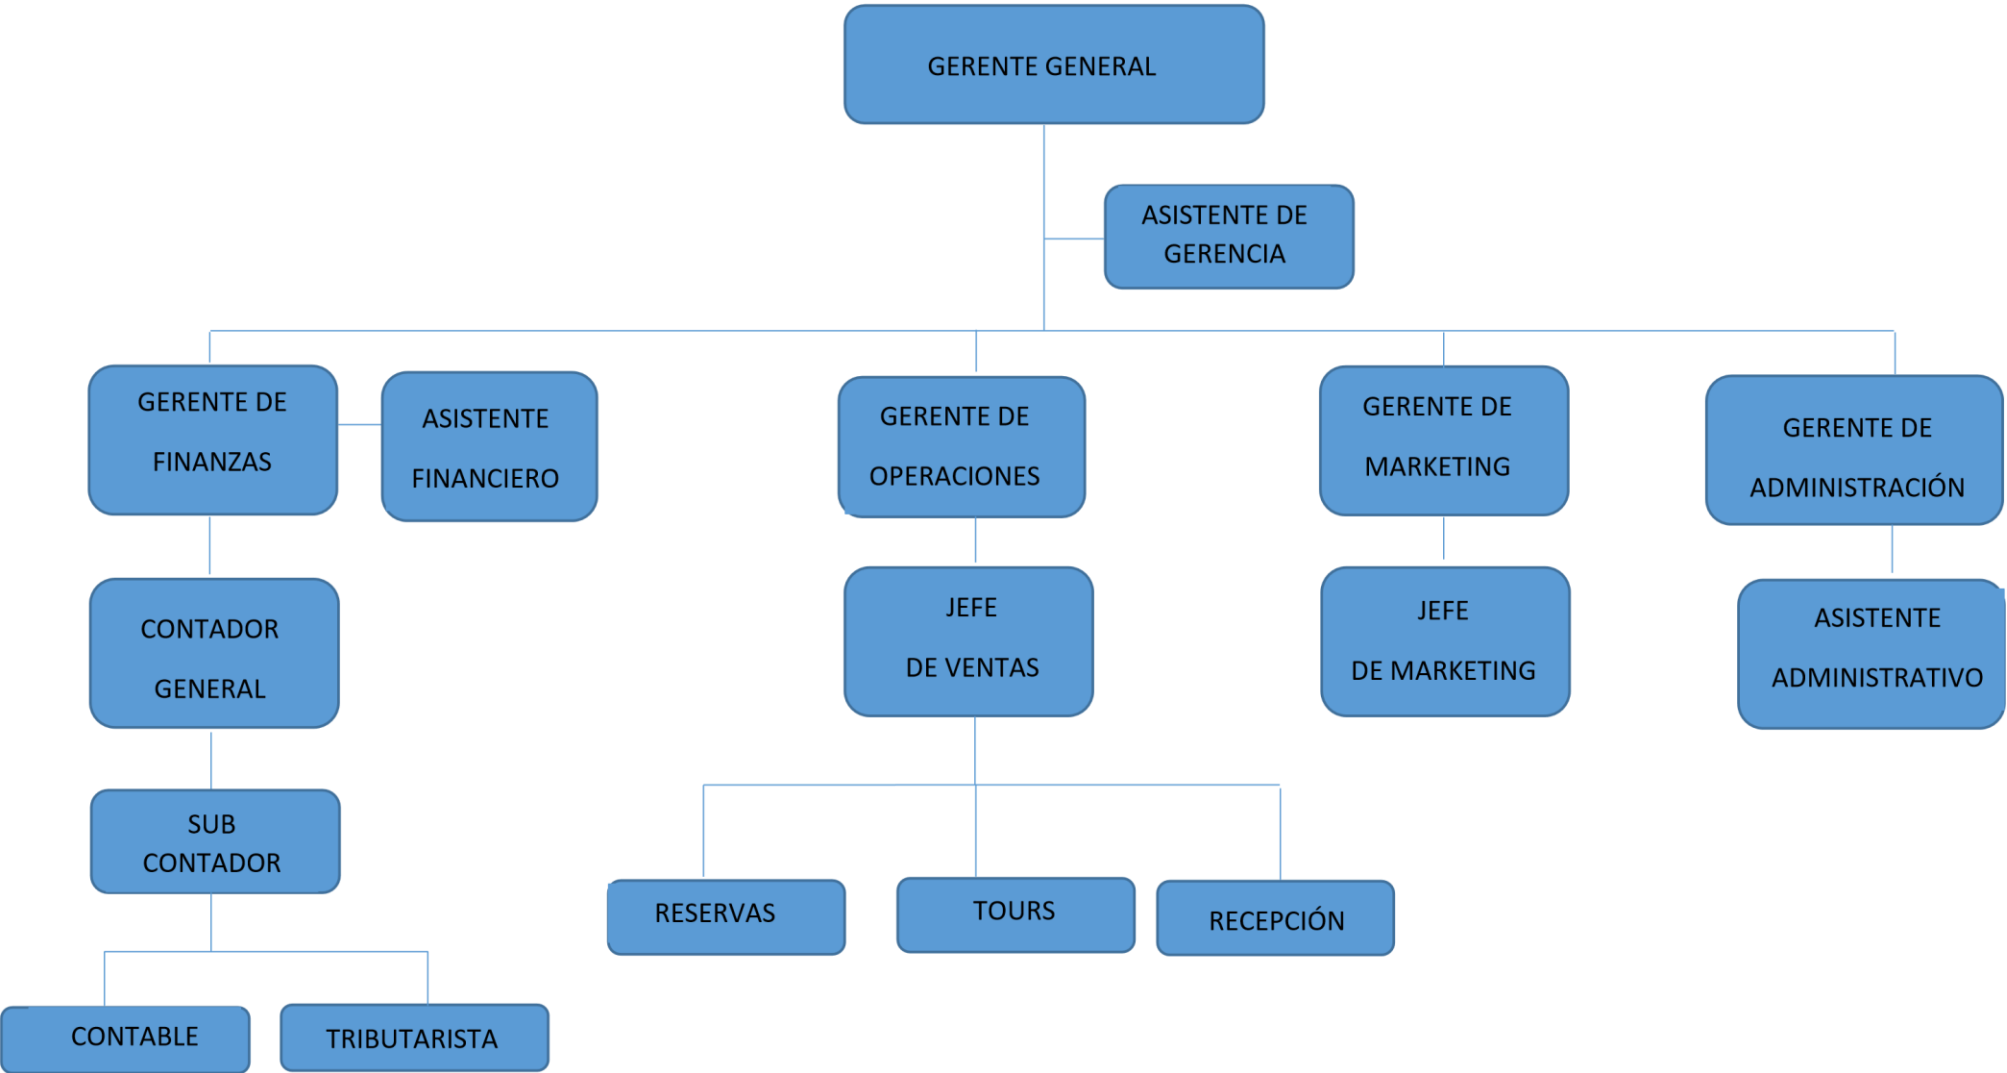 GERENTE GENERAL
ASISTENTE DE
GERENCIA
GERENTE DE
FINANZAS
ASISTENTE
FINANCIERO
GERENTE DE
OPERACIONES
GERENTE DE
MARKETING
GERENTE DE
ADMINISTRACIÓN
CONTADOR
GENERAL
JEFE
DE VENTAS
JEFE
DE MARKETING
ASISTENTE
ADMINISTRATIVO
SUB
CONTADOR
RESERVAS
TOURS
RECEPCIÓN
CONTABLE
TRIBUTARISTA